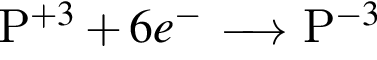 P⁺³ + 6e⁻ ⟶ P⁻³